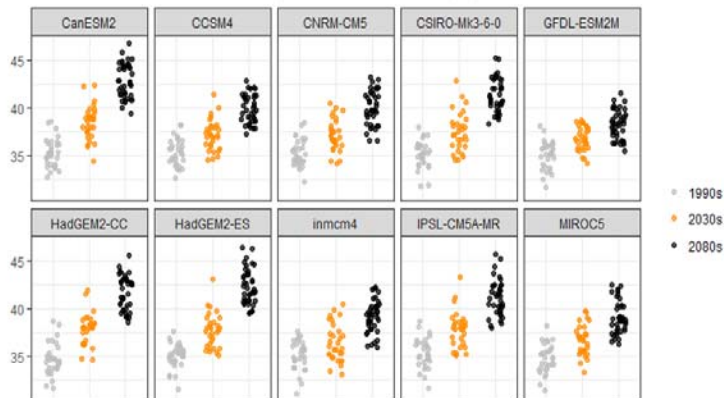 CanESM2 CCSM4 CNRM-CM5 CSIRO-Mk3-6-0 GFDL-ESM2M
45
40
35
1990s
2030s
2080s
HadGEM2-CC HadGEM2-ES inmcm4 IPSL-CM5A-MR MIROC5
45
40
35